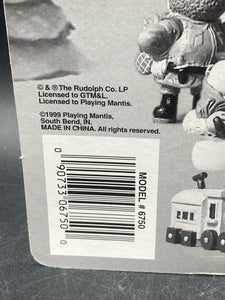 © & ® The Rudolph Co. LP
Licensed to GTM&L.
Licensed to Playing Mantis.
©1999 Playing Mantis,
South Bend, IN.
MADE IN CHINA. All rights reserved.
0 90733 06750 0
MODEL # 6750